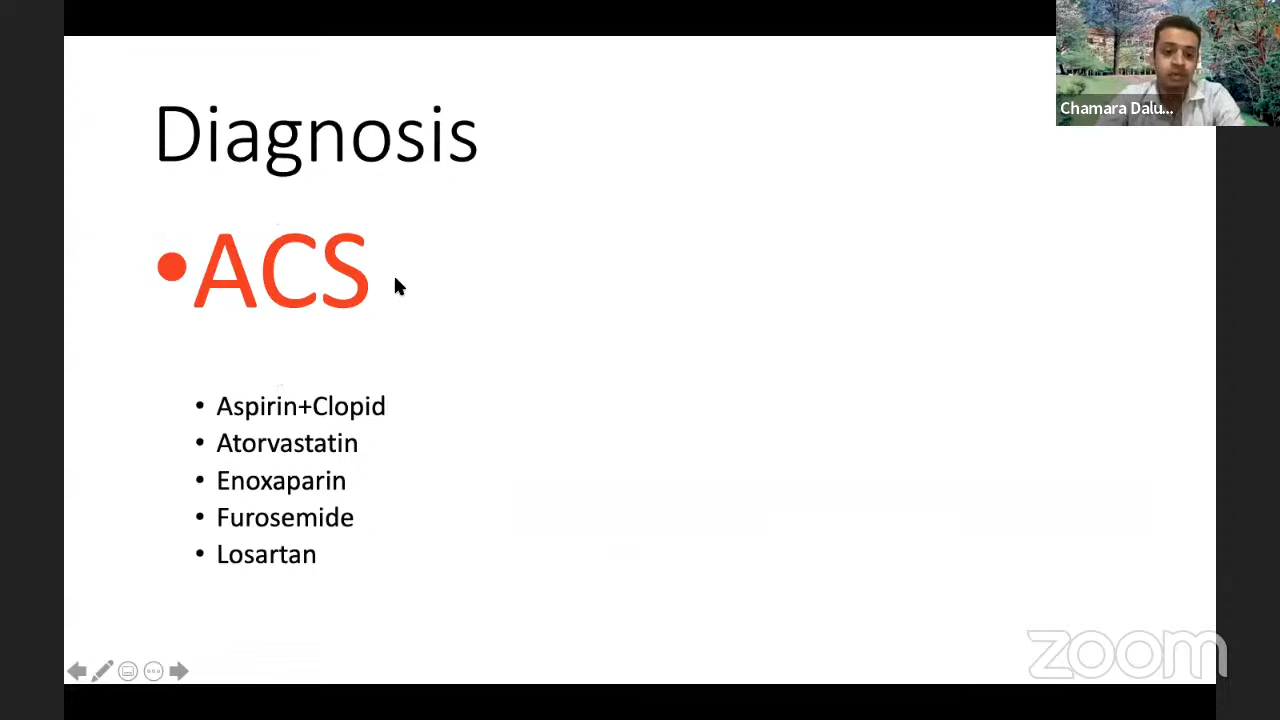 Chamara Dalu...
Diagnosis
•ACS
• Aspirin+Clopid
• Atorvastatin
• Enoxaparin
• Furosemide
• Losartan
zoom